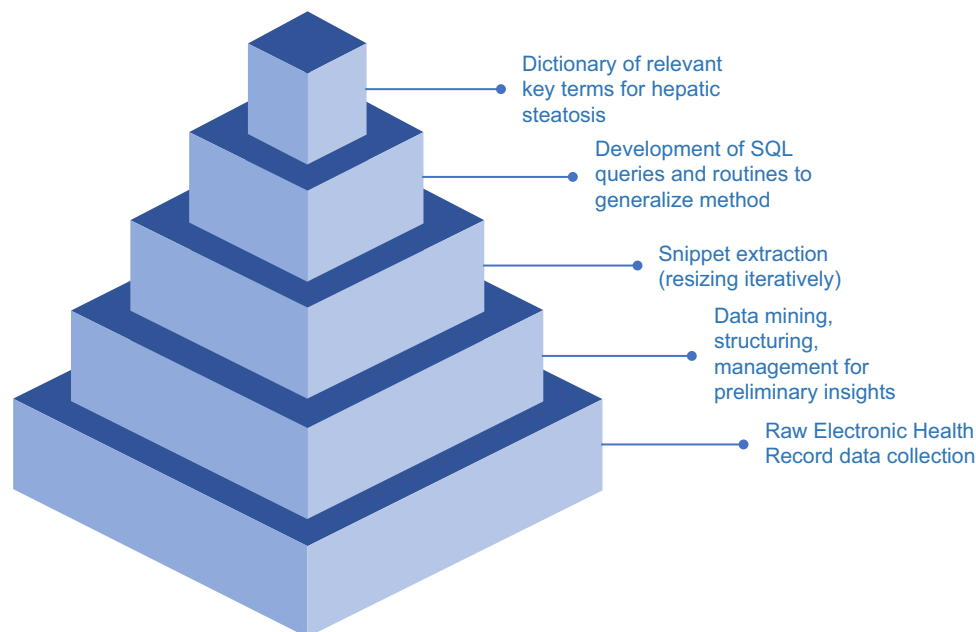 Dictionary of relevant
key terms for hepatic
steatosis
Development of SQL
queries and routines to
generalize method
Snippet extraction
(resizing iteratively)
Data mining,
structuring,
management for
preliminary insights
Raw Electronic Health
Record data collection